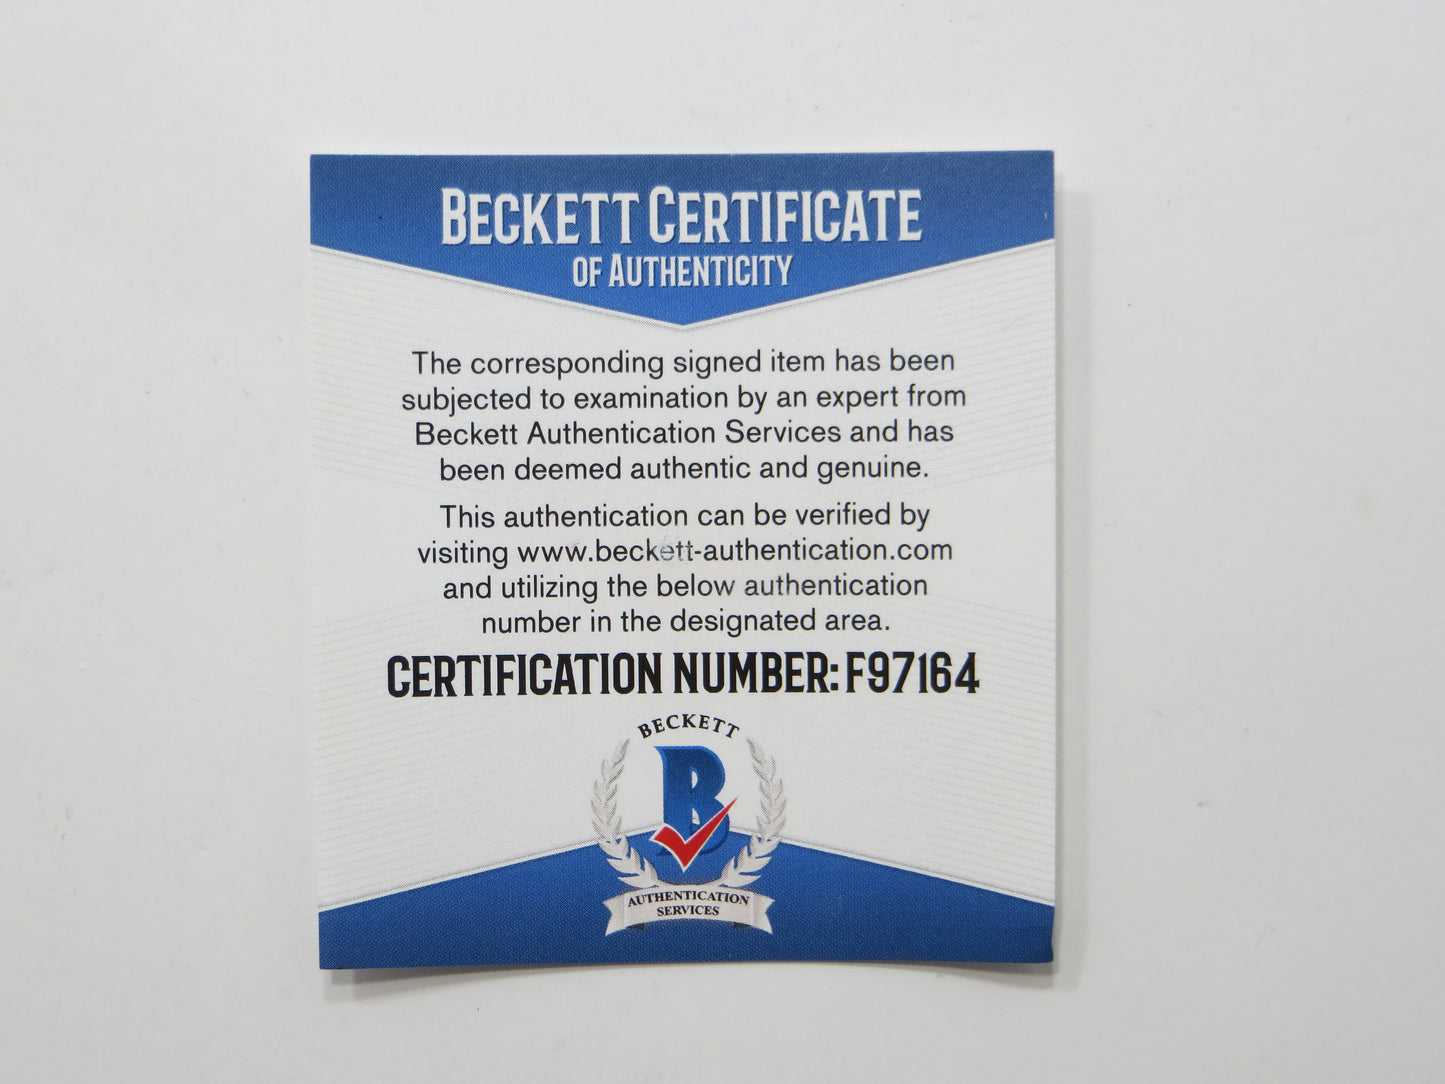 BECKETT CERTIFICATE
OF AUTHENTICITY
The corresponding signed item has been
subjected to examination by an expert from
Beckett Authentication Services and has
been deemed authentic and genuine.
This authentication can be verified by
visiting www.beckett-authentication.com
and utilizing the below authentication
number in the designated area.
CERTIFICATION NUMBER: F97164
BECKETT
B
AUTHENTICATION
SERVICES